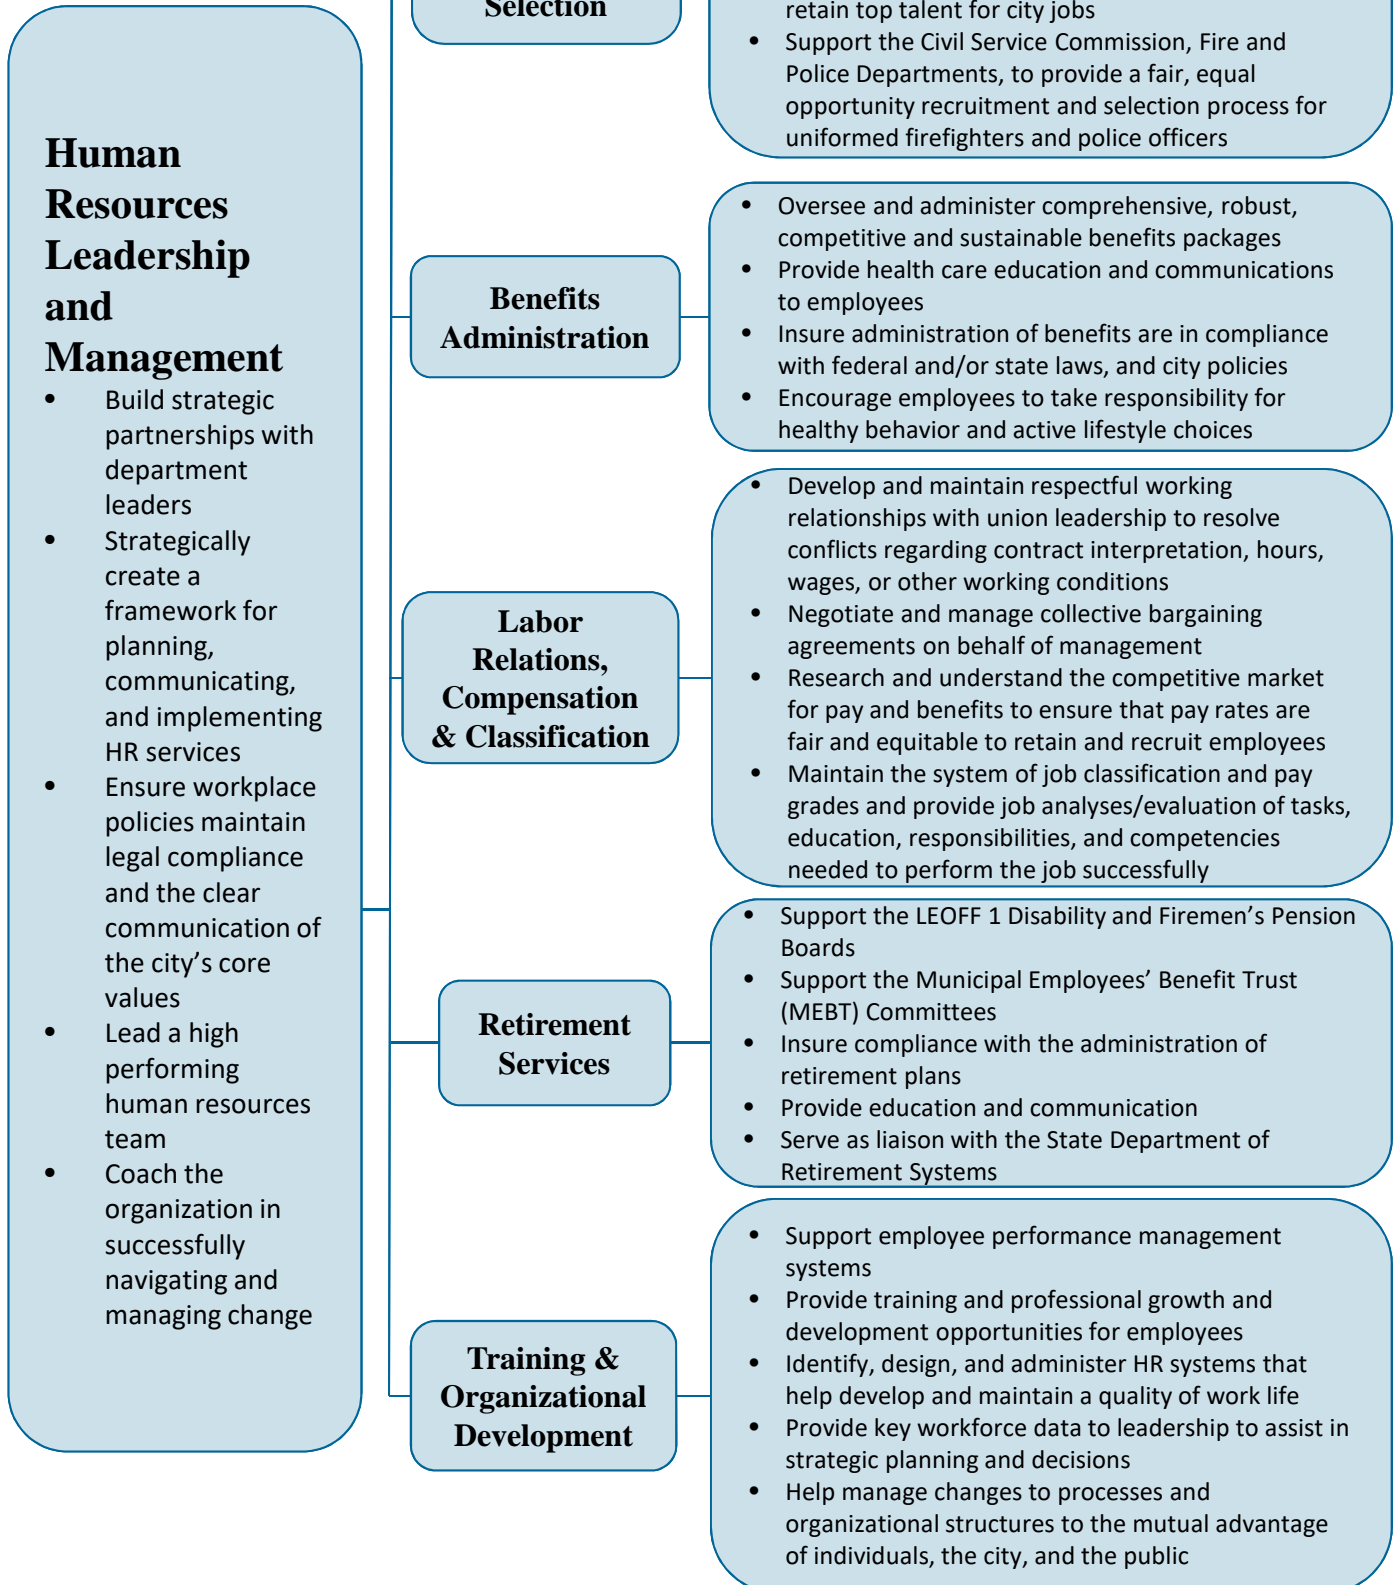 Human
Resources
Leadership
and
Management
• Build strategic
partnerships with
department
leaders
• Strategically
create a
framework for
planning,
communicating,
and implementing
HR services
• Ensure workplace
policies maintain
legal compliance
and the clear
communication of
the city’s core
values
• Lead a high
performing
human resources
team
• Coach the
organization in
successfully
navigating and
managing change
Selection
retain top talent for city jobs
• Support the Civil Service Commission, Fire and
Police Departments, to provide a fair, equal
opportunity recruitment and selection process for
uniformed firefighters and police officers
Benefits
Administration
• Oversee and administer comprehensive, robust,
competitive and sustainable benefits packages
• Provide health care education and communications
to employees
• Insure administration of benefits are in compliance
with federal and/or state laws, and city policies
• Encourage employees to take responsibility for
healthy behavior and active lifestyle choices
Labor
Relations,
Compensation
& Classification
• Develop and maintain respectful working
relationships with union leadership to resolve
conflicts regarding contract interpretation, hours,
wages, or other working conditions
• Negotiate and manage collective bargaining
agreements on behalf of management
• Research and understand the competitive market
for pay and benefits to ensure that pay rates are
fair and equitable to retain and recruit employees
• Maintain the system of job classification and pay
grades and provide job analyses/evaluation of tasks,
education, responsibilities, and competencies
needed to perform the job successfully
Retirement
Services
• Support the LEOFF 1 Disability and Firemen’s Pension
Boards
• Support the Municipal Employees’ Benefit Trust
(MEBT) Committees
• Insure compliance with the administration of
retirement plans
• Provide education and communication
• Serve as liaison with the State Department of
Retirement Systems
Training &
Organizational
Development
• Support employee performance management
systems
• Provide training and professional growth and
development opportunities for employees
• Identify, design, and administer HR systems that
help develop and maintain a quality of work life
• Provide key workforce data to leadership to assist in
strategic planning and decisions
• Help manage changes to processes and
organizational structures to the mutual advantage
of individuals, the city, and the public